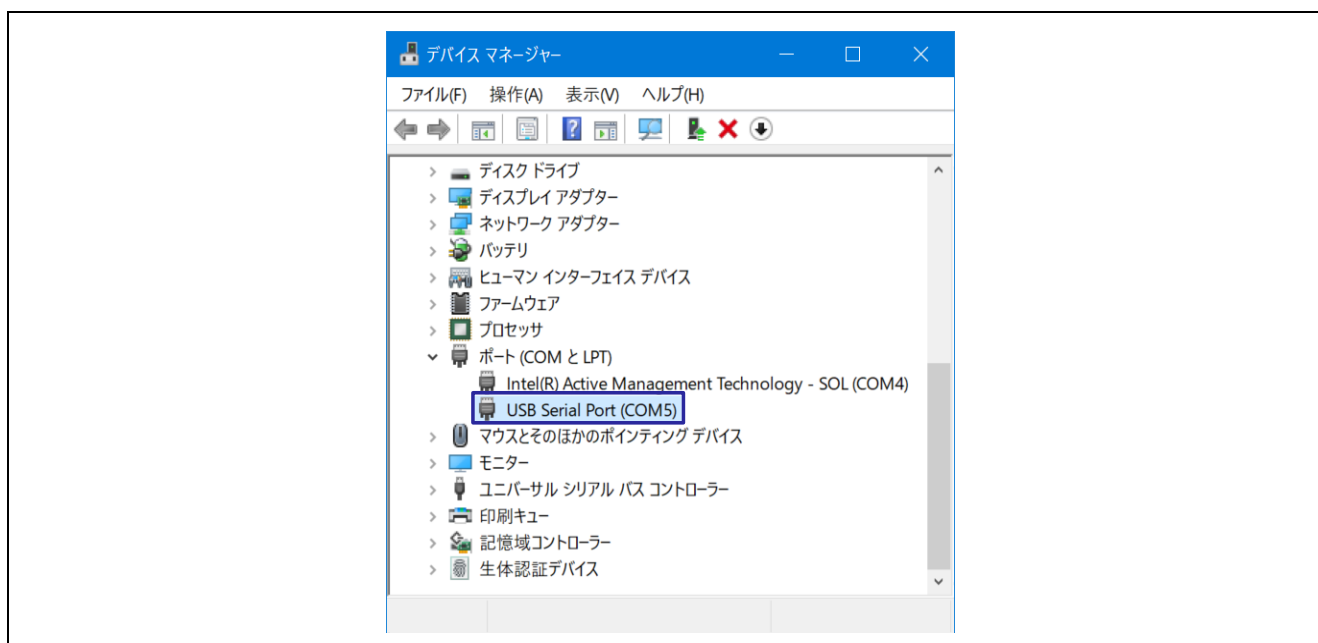 デバイス マネージャー
ファイル(F) 操作(A) 表示(V) ヘルプ(H)
ディスク ドライブ
ディスプレイ アダプター
ネットワーク アダプター
バッテリ
ヒューマン インターフェイス デバイス
ファームウェア
プロセッサ
ポート (COM と LPT)
Intel(R) Active Management Technology - SOL (COM4)
USB Serial Port (COM5)
マウスとそのほかのポインティング デバイス
モニター
ユニバーサル シリアル バス コントローラー
印刷キュー
記憶域コントローラー
生体認証デバイス